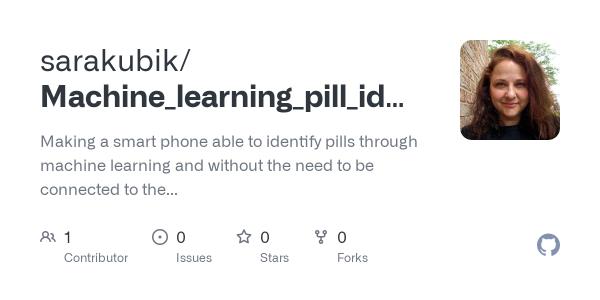 sarakubik/
Machine_learning_pill_id...
Making a smart phone able to identify pills through
machine learning and without the need to be
connected to the...
1 0 0 0
Contributor Issues Stars Forks